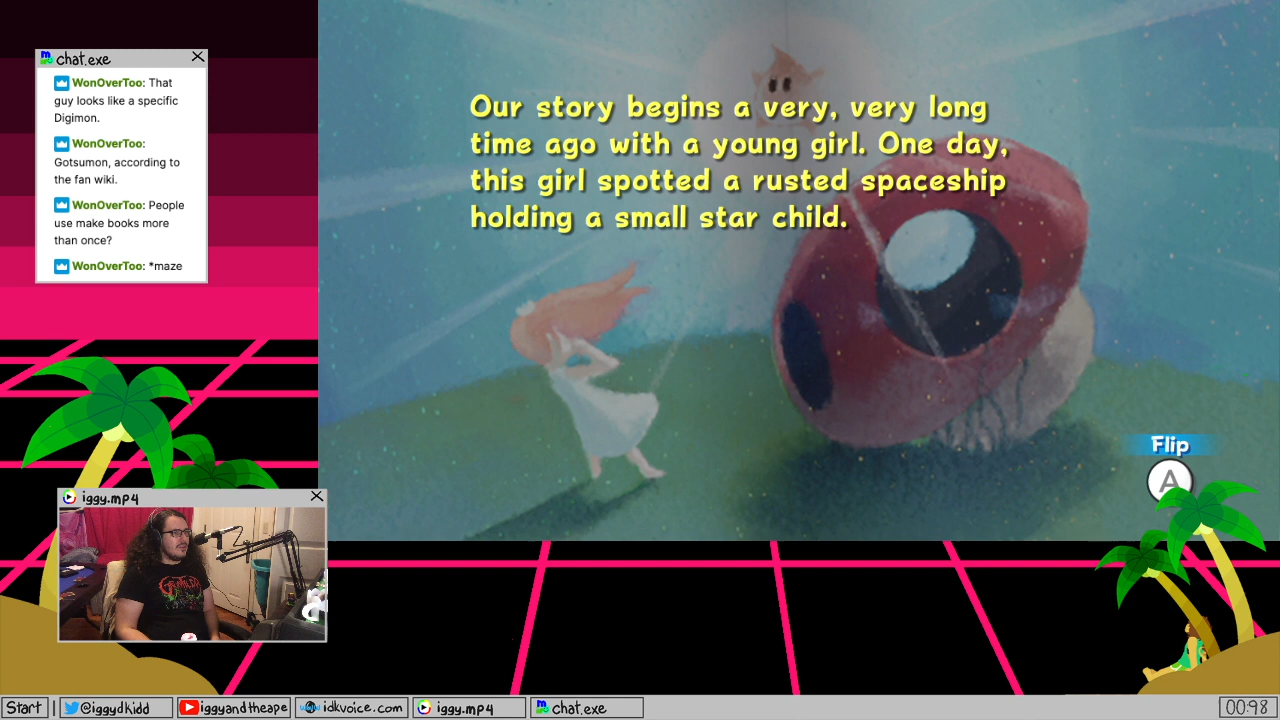 chat.exe
WonOverToo: That
guy looks like a specific
Digimon.
WonOverToo:
Gotsumon, according to
the fan wiki.
WonOverToo: People
use make books more
than once?
WonOverToo: *maze
Our story begins a very, very long
time ago with a young girl. One day,
this girl spotted a rusted spaceship
holding a small star child.
Flip
A
iggy.mp4
Start | @iggydkidd iggyandtheape idkvoice.com iggy.mp4 chat.exe 00:98